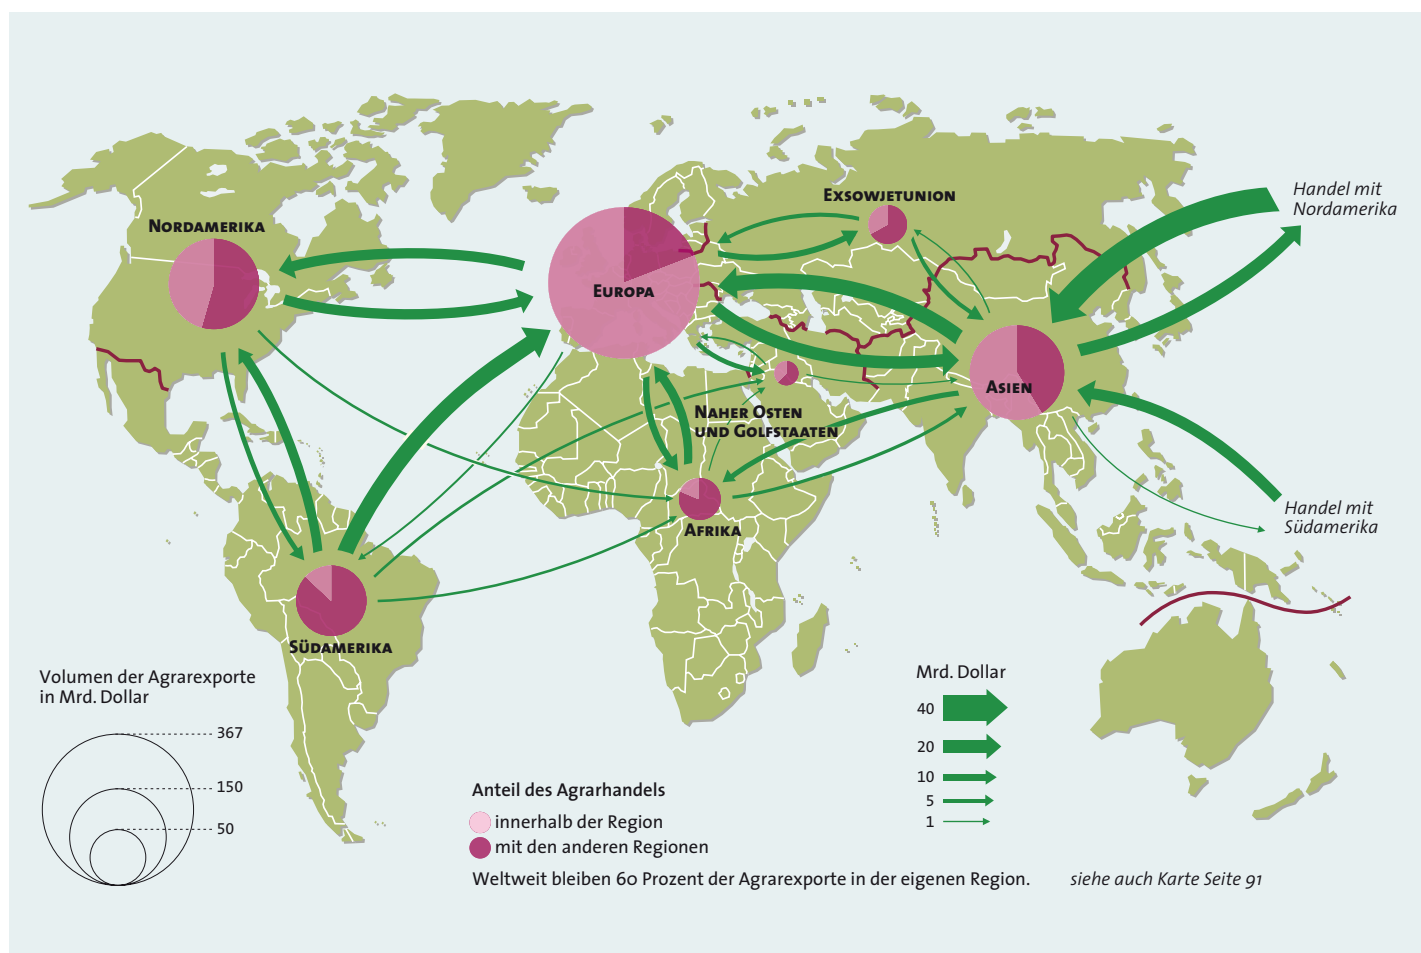 Exsowjetunion
Handel mit
Nordamerika
Nordamerika
Europa
Asien
Naher Osten
und Golfstaaten
Handel mit
Südamerika
Afrika
Südamerika
Volumen der Agrarexporte
in Mrd. Dollar
367
150
50
Mrd. Dollar
40
20
10
5
1
Anteil des Agrarhandels
innerhalb der Region
mit den anderen Regionen
Weltweit bleiben 60 Prozent der Agrarexporte in der eigenen Region.
siehe auch Karte Seite 91